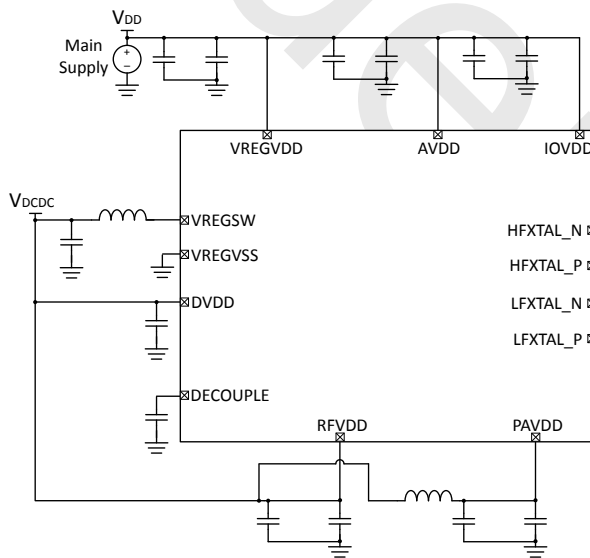 VDD
Main
Supply
+
–
VREGVDD
AVDD
IOVDD
VDCDC
VREGSW
VREGVSS
DVDD
DECOUPLE
HFXTAL_N
HFXTAL_P
LFXTAL_N
LFXTAL_P
RFVDD
PAVDD